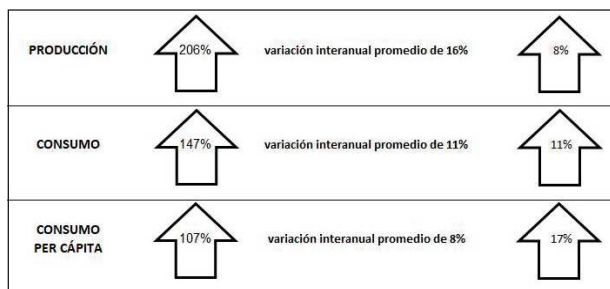 PRODUCCIÓN 206% variación interanual promedio de 16% 8%
CONSUMO 147% variación interanual promedio de 11% 11%
CONSUMO
PER CÁPITA 107% variación interanual promedio de 8% 17%